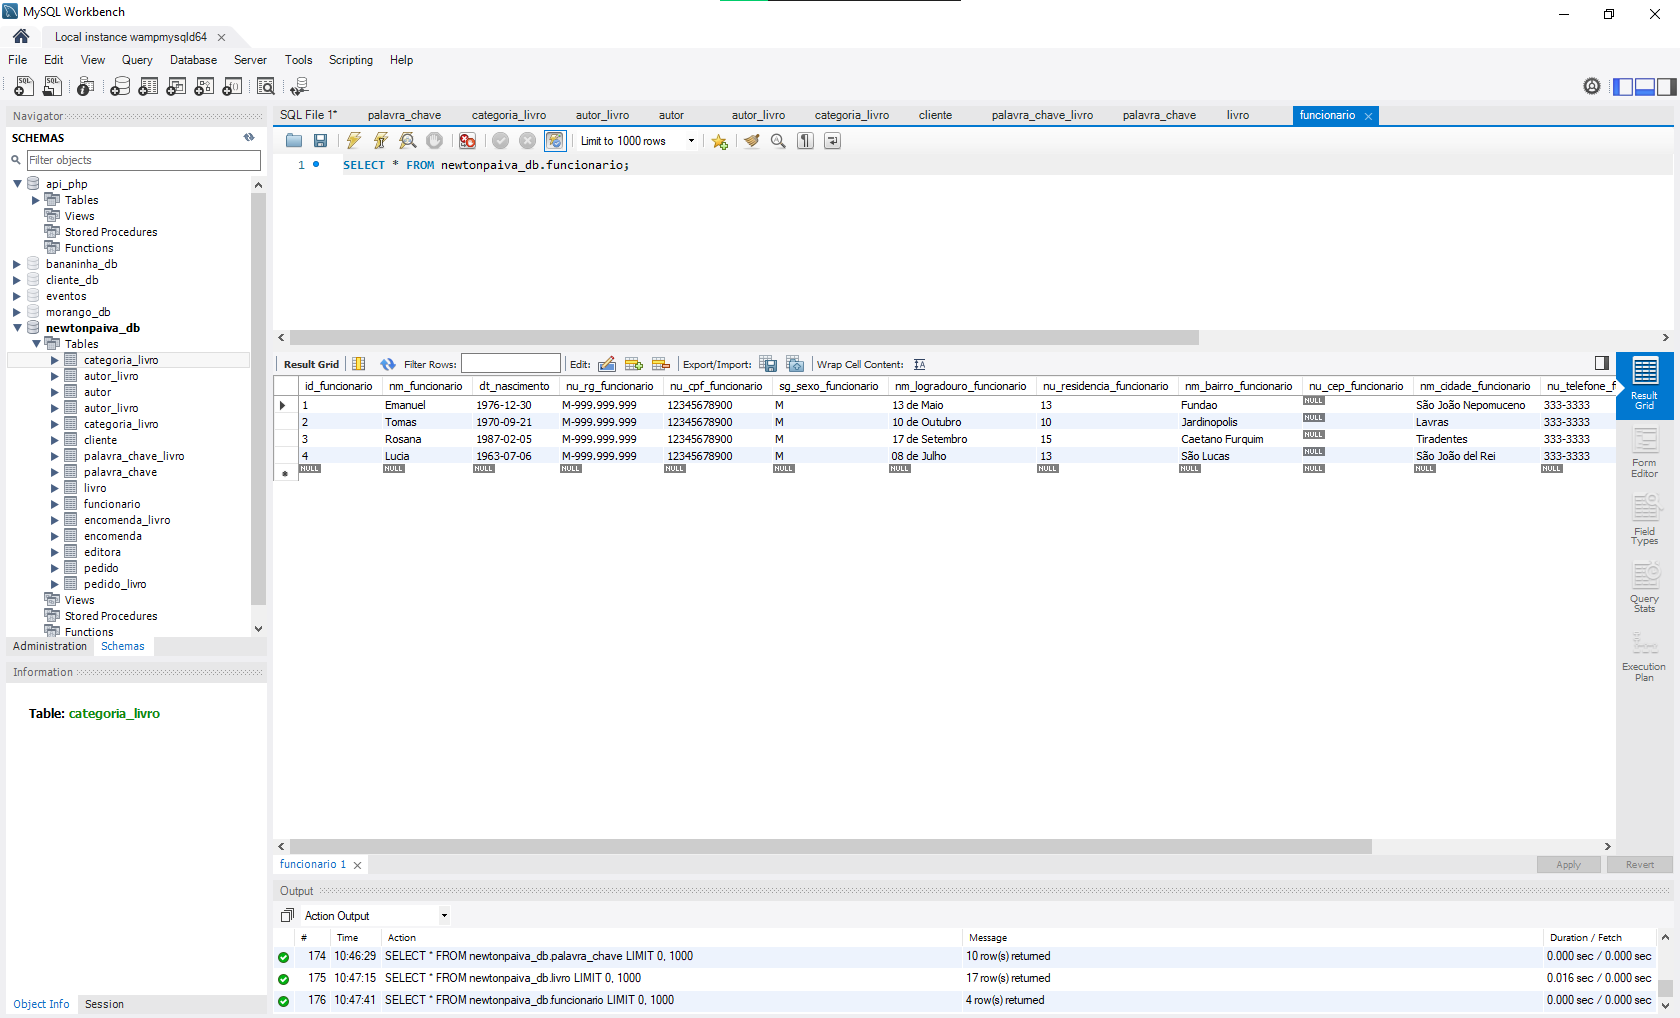 MySQL Workbench
Local instance wampmysqld64
File Edit View Query Database Server Tools Scripting Help
Navigator
SCHEMAS
Filter objects
api_php
Tables
Views
Stored Procedures
Functions
bananinha_db
cliente_db
eventos
morango_db
newtonpaiva_db
Tables
categoria_livro
autor_livro
autor
autor_livro
categoria_livro
cliente
palavra_chave_livro
palavra_chave
livro
funcionario
encomenda_livro
encomenda
editora
pedido
pedido_livro
Views
Stored Procedures
Functions
Administration Schemas
Information
Table: categoria_livro
Object Info Session
SQL File 1* palavra_chave categoria_livro autor_livro autor autor_livro categoria_livro cliente palavra_chave_livro palavra_chave livro funcionario
Limit to 1000 rows
1 SELECT * FROM newtonpaiva_db.funcionario;
Result Grid Filter Rows: Edit: Export/Import: Wrap Cell Content:
id_funcionario nm_funcionario dt_nascimento nu_rg_funcionario nu_cpf_funcionario sg_sexo_funcionario nm_logradouro_funcionario nu_residencia_funcionario nm_bairro_funcionario nu_cep_funcionario nm_cidade_funcionario nu_telefone_f
1 Emanuel 1976-12-30 M-999.999.999 12345678900 M 13 de Maio 13 Fundao NULL São João Nepomuceno 333-3333
2 Tomas 1970-09-21 M-999.999.999 12345678900 M 10 de Outubro 10 Jardinopolis NULL Lavras 333-3333
3 Rosana 1987-02-05 M-999.999.999 12345678900 M 17 de Setembro 15 Caetano Furquim NULL Tiradentes 333-3333
4 Lucia 1963-07-06 M-999.999.999 12345678900 M 08 de Julho 13 São Lucas NULL São João del Rei 333-3333
NULL NULL NULL NULL NULL NULL NULL NULL NULL NULL NULL NULL
Result
Grid
Form
Editor
Field
Types
Query
Stats
Execution
Plan
funcionario 1
Apply Revert
Output
Action Output
# Time Action Message Duration / Fetch
174 10:46:29 SELECT * FROM newtonpaiva_db.palavra_chave LIMIT 0, 1000 10 row(s) returned 0.000 sec / 0.000 sec
175 10:47:15 SELECT * FROM newtonpaiva_db.livro LIMIT 0, 1000 17 row(s) returned 0.016 sec / 0.000 sec
176 10:47:41 SELECT * FROM newtonpaiva_db.funcionario LIMIT 0, 1000 4 row(s) returned 0.000 sec / 0.000 sec